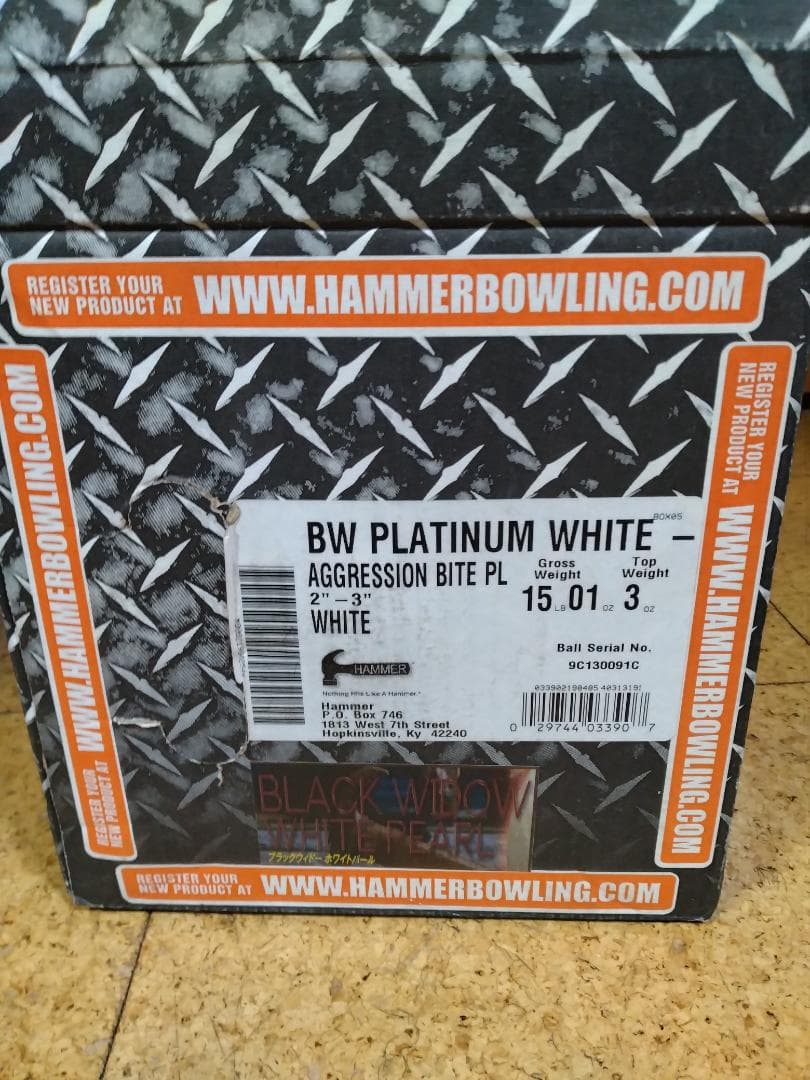 REGISTER YOUR
NEW PRODUCT AT WWW.HAMMERBOWLING.COM
WWW.HAMMERBOWLING.COM
REGISTER YOUR
NEW PRODUCT AT
REGISTER YOUR
NEW PRODUCT AT
WWW.HAMMERBOWLING.COM
BOX05
BW PLATINUM WHITE -
AGGRESSION BITE PL
2" - 3"
WHITE
Gross Weight
Top Weight
15 LB 01 OZ 3 OZ
Ball Serial No.
9C130091C
HAMMER
Nothing Hits Like A Hammer.
Hammer
P.O. Box 746
1813 West 7th Street
Hopkinsville, Ky 42240
033902198485 40313191
0 29744 03390 7
BLACK WIDOW
WHITE PEARL
ブラックウィドー ホワイトパール
REGISTER YOUR
NEW PRODUCT AT WWW.HAMMERBOWLING.COM